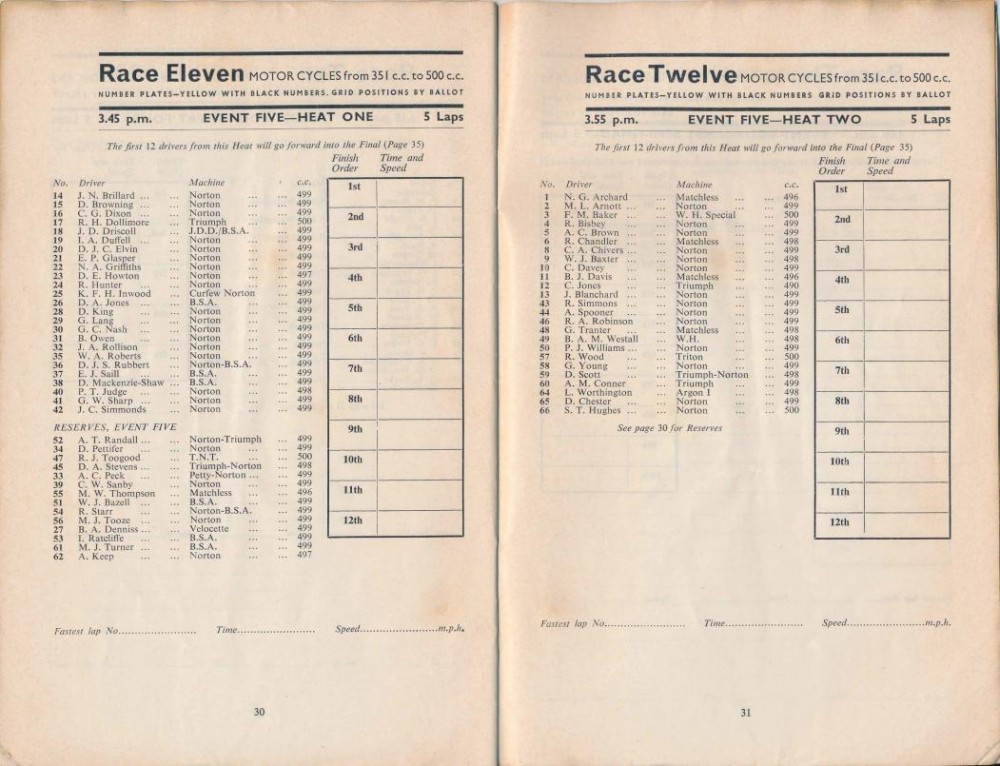 Race Eleven MOTOR CYCLES from 351 c.c. to 500 c.c.
NUMBER PLATES—YELLOW WITH BLACK NUMBERS. GRID POSITIONS BY BALLOT
3.45 p.m. EVENT FIVE—HEAT ONE 5 Laps
The first 12 drivers from this Heat will go forward into the Final (Page 35)
Finish Order Time and Speed
No. Driver Machine c.c.
14 J. N. Brillard ... ... Norton ... ... 499
15 D. Browning ... ... Norton ... ... 499
16 C. G. Dixon ... ... Norton ... ... 499
17 R. H. Dollimore ... Triumph ... ... 500
18 J. D. Driscoll ... J.D.D./B.S.A. ... 499
19 I. A. Duffell ... ... Norton ... ... 499
20 D. J. C. Elvin ... Norton ... ... 499
21 E. P. Glasper ... Norton ... ... 499
22 N. A. Griffiths ... Norton ... ... 499
23 D. E. Howton ... Norton ... ... 497
24 R. Hunter ... ... Norton ... ... 499
25 K. F. H. Inwood ... Curfew Norton ... 499
26 D. A. Jones ... ... B.S.A. ... ... 499
28 D. King ... ... Norton ... ... 499
29 G. Lang ... ... Norton ... ... 499
30 G. C. Nash ... ... Norton ... ... 499
31 B. Owen ... ... Norton ... ... 499
32 J. A. Rollison ... Norton ... ... 499
35 W. A. Roberts ... Norton ... ... 499
36 D. J. S. Rubbert ... Norton-B.S.A. ... 499
37 E. J. Saill ... ... B.S.A. ... ... 499
38 D. Mackenzie-Shaw ... B.S.A. ... ... 499
40 P. T. Judge ... ... Norton ... ... 498
41 G. W. Sharp ... ... Norton ... ... 499
42 J. C. Simmonds ... Norton ... ... 499
RESERVES, EVENT FIVE
52 A. T. Randall ... ... Norton-Triumph ... 499
34 D. Pettifer ... ... Norton ... ... 499
47 R. J. Toogood ... T.N.T. ... ... 500
45 D. A. Stevens ... ... Triumph-Norton ... 498
33 A. C. Peck ... ... Petty-Norton ... ... 499
39 C. W. Sanby ... Norton ... ... 499
55 M. W. Thompson ... Matchless ... ... 496
51 W. J. Bazell ... ... B.S.A. ... ... 499
54 R. Starr ... ... Norton-B.S.A. ... 499
56 M. J. Tooze ... ... Norton ... ... 499
27 B. A. Denniss ... ... Velocette ... ... 499
53 I. Ratcliffe ... ... B.S.A. ... ... 499
61 M. J. Turner ... ... B.S.A. ... ... 499
62 A. Keep ... ... Norton ... ... 497
1st
2nd
3rd
4th
5th
6th
7th
8th
9th
10th
11th
12th
Fastest lap No.......................... Time.......................... Speed..........................m.p.h.
30
Race Twelve MOTOR CYCLES from 351 c.c. to 500 c.c.
NUMBER PLATES—YELLOW WITH BLACK NUMBERS GRID POSITIONS BY BALLOT
3.55 p.m. EVENT FIVE—HEAT TWO 5 Laps
The first 12 drivers from this Heat will go forward into the Final (Page 35)
Finish Order Time and Speed
No. Driver Machine c.c.
1 N. G. Archard ... Matchless ... ... 496
2 M. L. Arnott ... ... Norton ... ... 499
3 F. M. Baker ... ... W. H. Special ... 500
4 R. Bisbey ... ... Norton ... ... 499
5 A. C. Brown ... ... Norton ... ... 499
6 R. Chandler ... ... Matchless ... ... 498
8 C. A. Chivers ... ... Norton ... ... 499
9 W. J. Baxter ... ... Norton ... ... 498
10 C. Davey ... ... Norton ... ... 499
11 B. J. Davis ... ... Matchless ... ... 496
12 C. Jones ... ... Triumph ... ... 490
13 J. Blanchard ... ... Norton ... ... 499
43 R. Simmons ... ... Norton ... ... 499
44 A. Spooner ... ... Norton ... ... 499
46 R. A. Robinson ... Norton ... ... 499
48 G. Tranter ... ... Matchless ... ... 498
49 B. A. M. Westall ... W.H. ... ... 498
50 P. J. Williams ... ... Norton ... ... 499
57 R. Wood ... ... Triton ... ... 500
58 G. Young ... ... Norton ... ... 499
59 D. Scott ... ... Triumph-Norton ... 498
60 A. M. Conner ... Triumph ... ... 499
64 L. Worthington ... Argon I ... ... 498
65 D. Chester ... ... Norton ... ... 499
66 S. T. Hughes ... ... Norton ... ... 500
See page 30 for Reserves
1st
2nd
3rd
4th
5th
6th
7th
8th
9th
10th
11th
12th
Fastest lap No.......................... Time.......................... Speed..........................m.p.h.
31